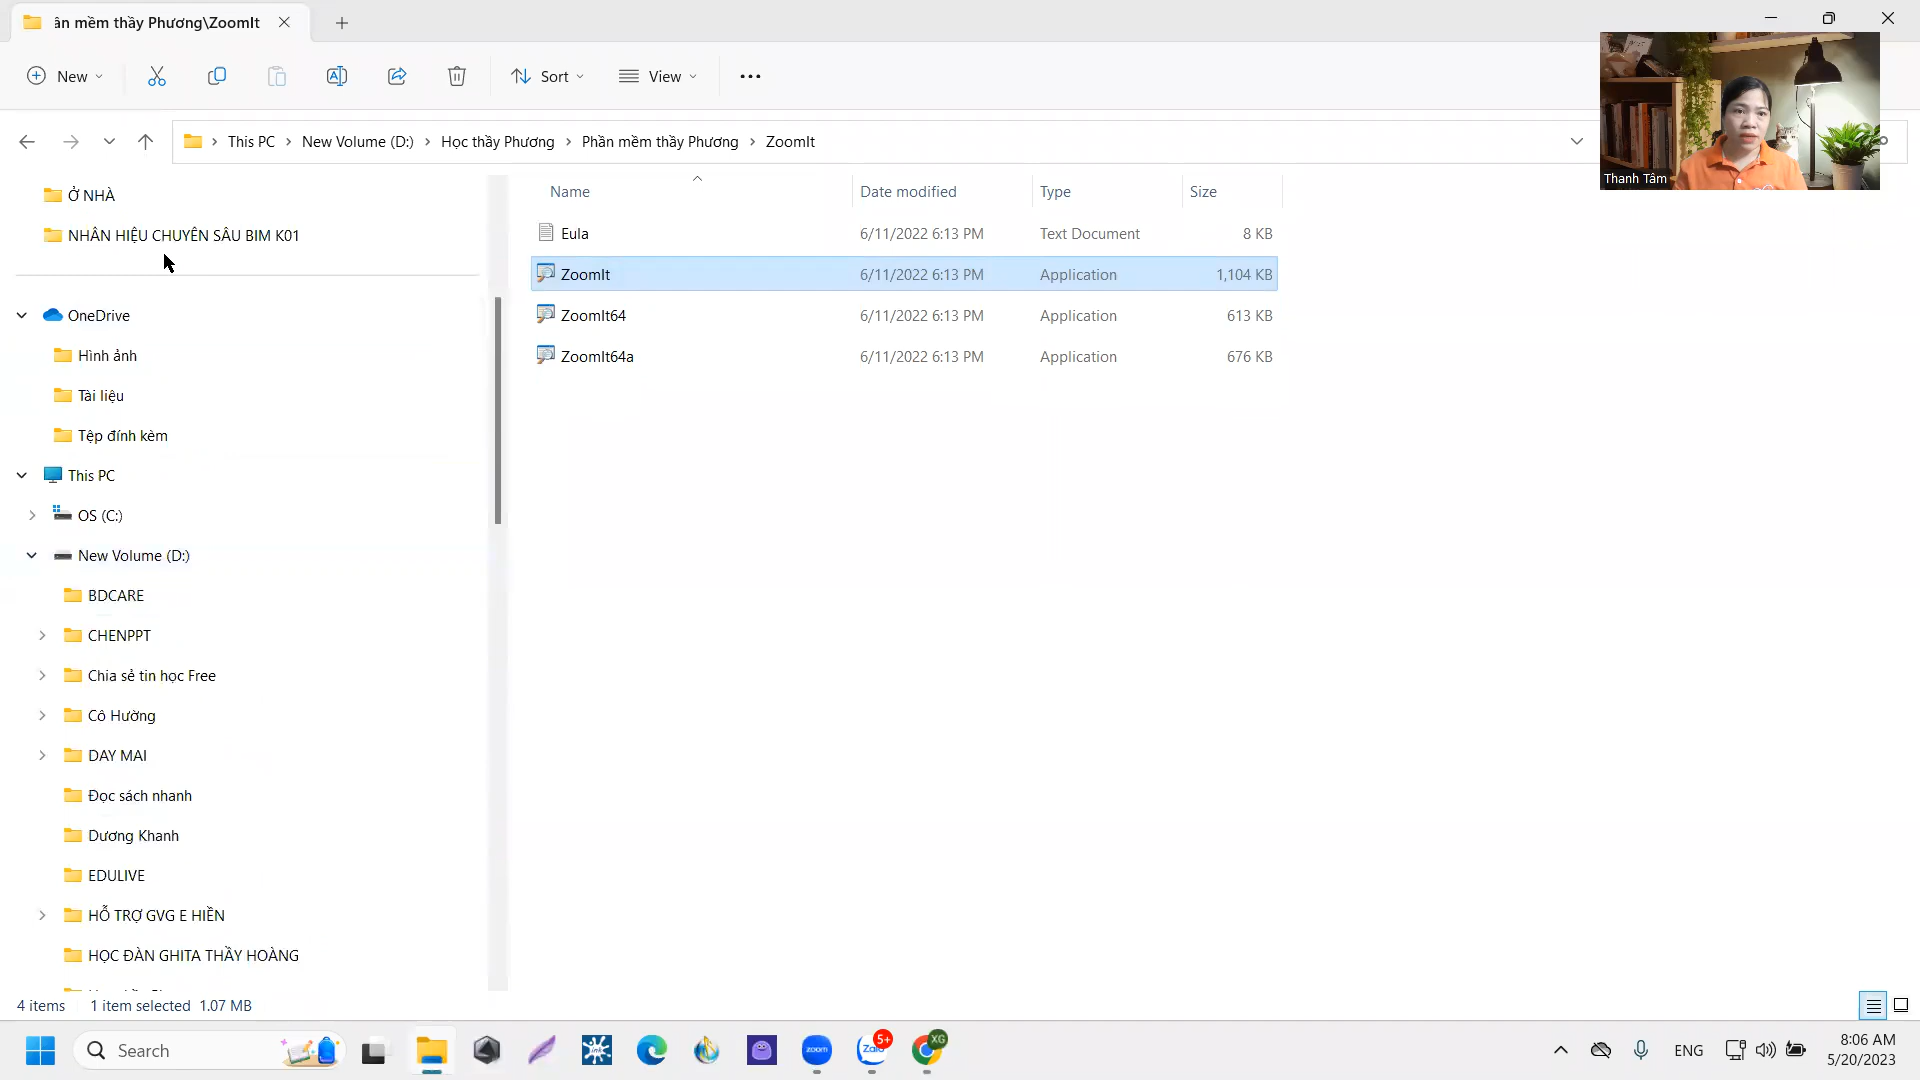 ần mềm thầy Phương\ZoomIt
New
Sort
View
This PC
New Volume (D:)
Học thầy Phương
Phần mềm thầy Phương
ZoomIt
Thanh Tâm
Ở NHÀ
NHÂN HIỆU CHUYÊN SÂU BIM K01
OneDrive
Hình ảnh
Tài liệu
Tệp đính kèm
This PC
OS (C:)
New Volume (D:)
BDCARE
CHENPPT
Chia sẻ tin học Free
Cô Hường
DAY MAI
Đọc sách nhanh
Dương Khanh
EDULIVE
HỖ TRỢ GVG E HIỀN
HỌC ĐÀN GHITA THẦY HOÀNG
Name Date modified Type Size
Eula 6/11/2022 6:13 PM Text Document 8 KB
ZoomIt 6/11/2022 6:13 PM Application 1,104 KB
ZoomIt64 6/11/2022 6:13 PM Application 613 KB
ZoomIt64a 6/11/2022 6:13 PM Application 676 KB
4 items 1 item selected 1.07 MB
Search
ink
zoom
Zalo
5+
XG
ENG
8:06 AM
5/20/2023